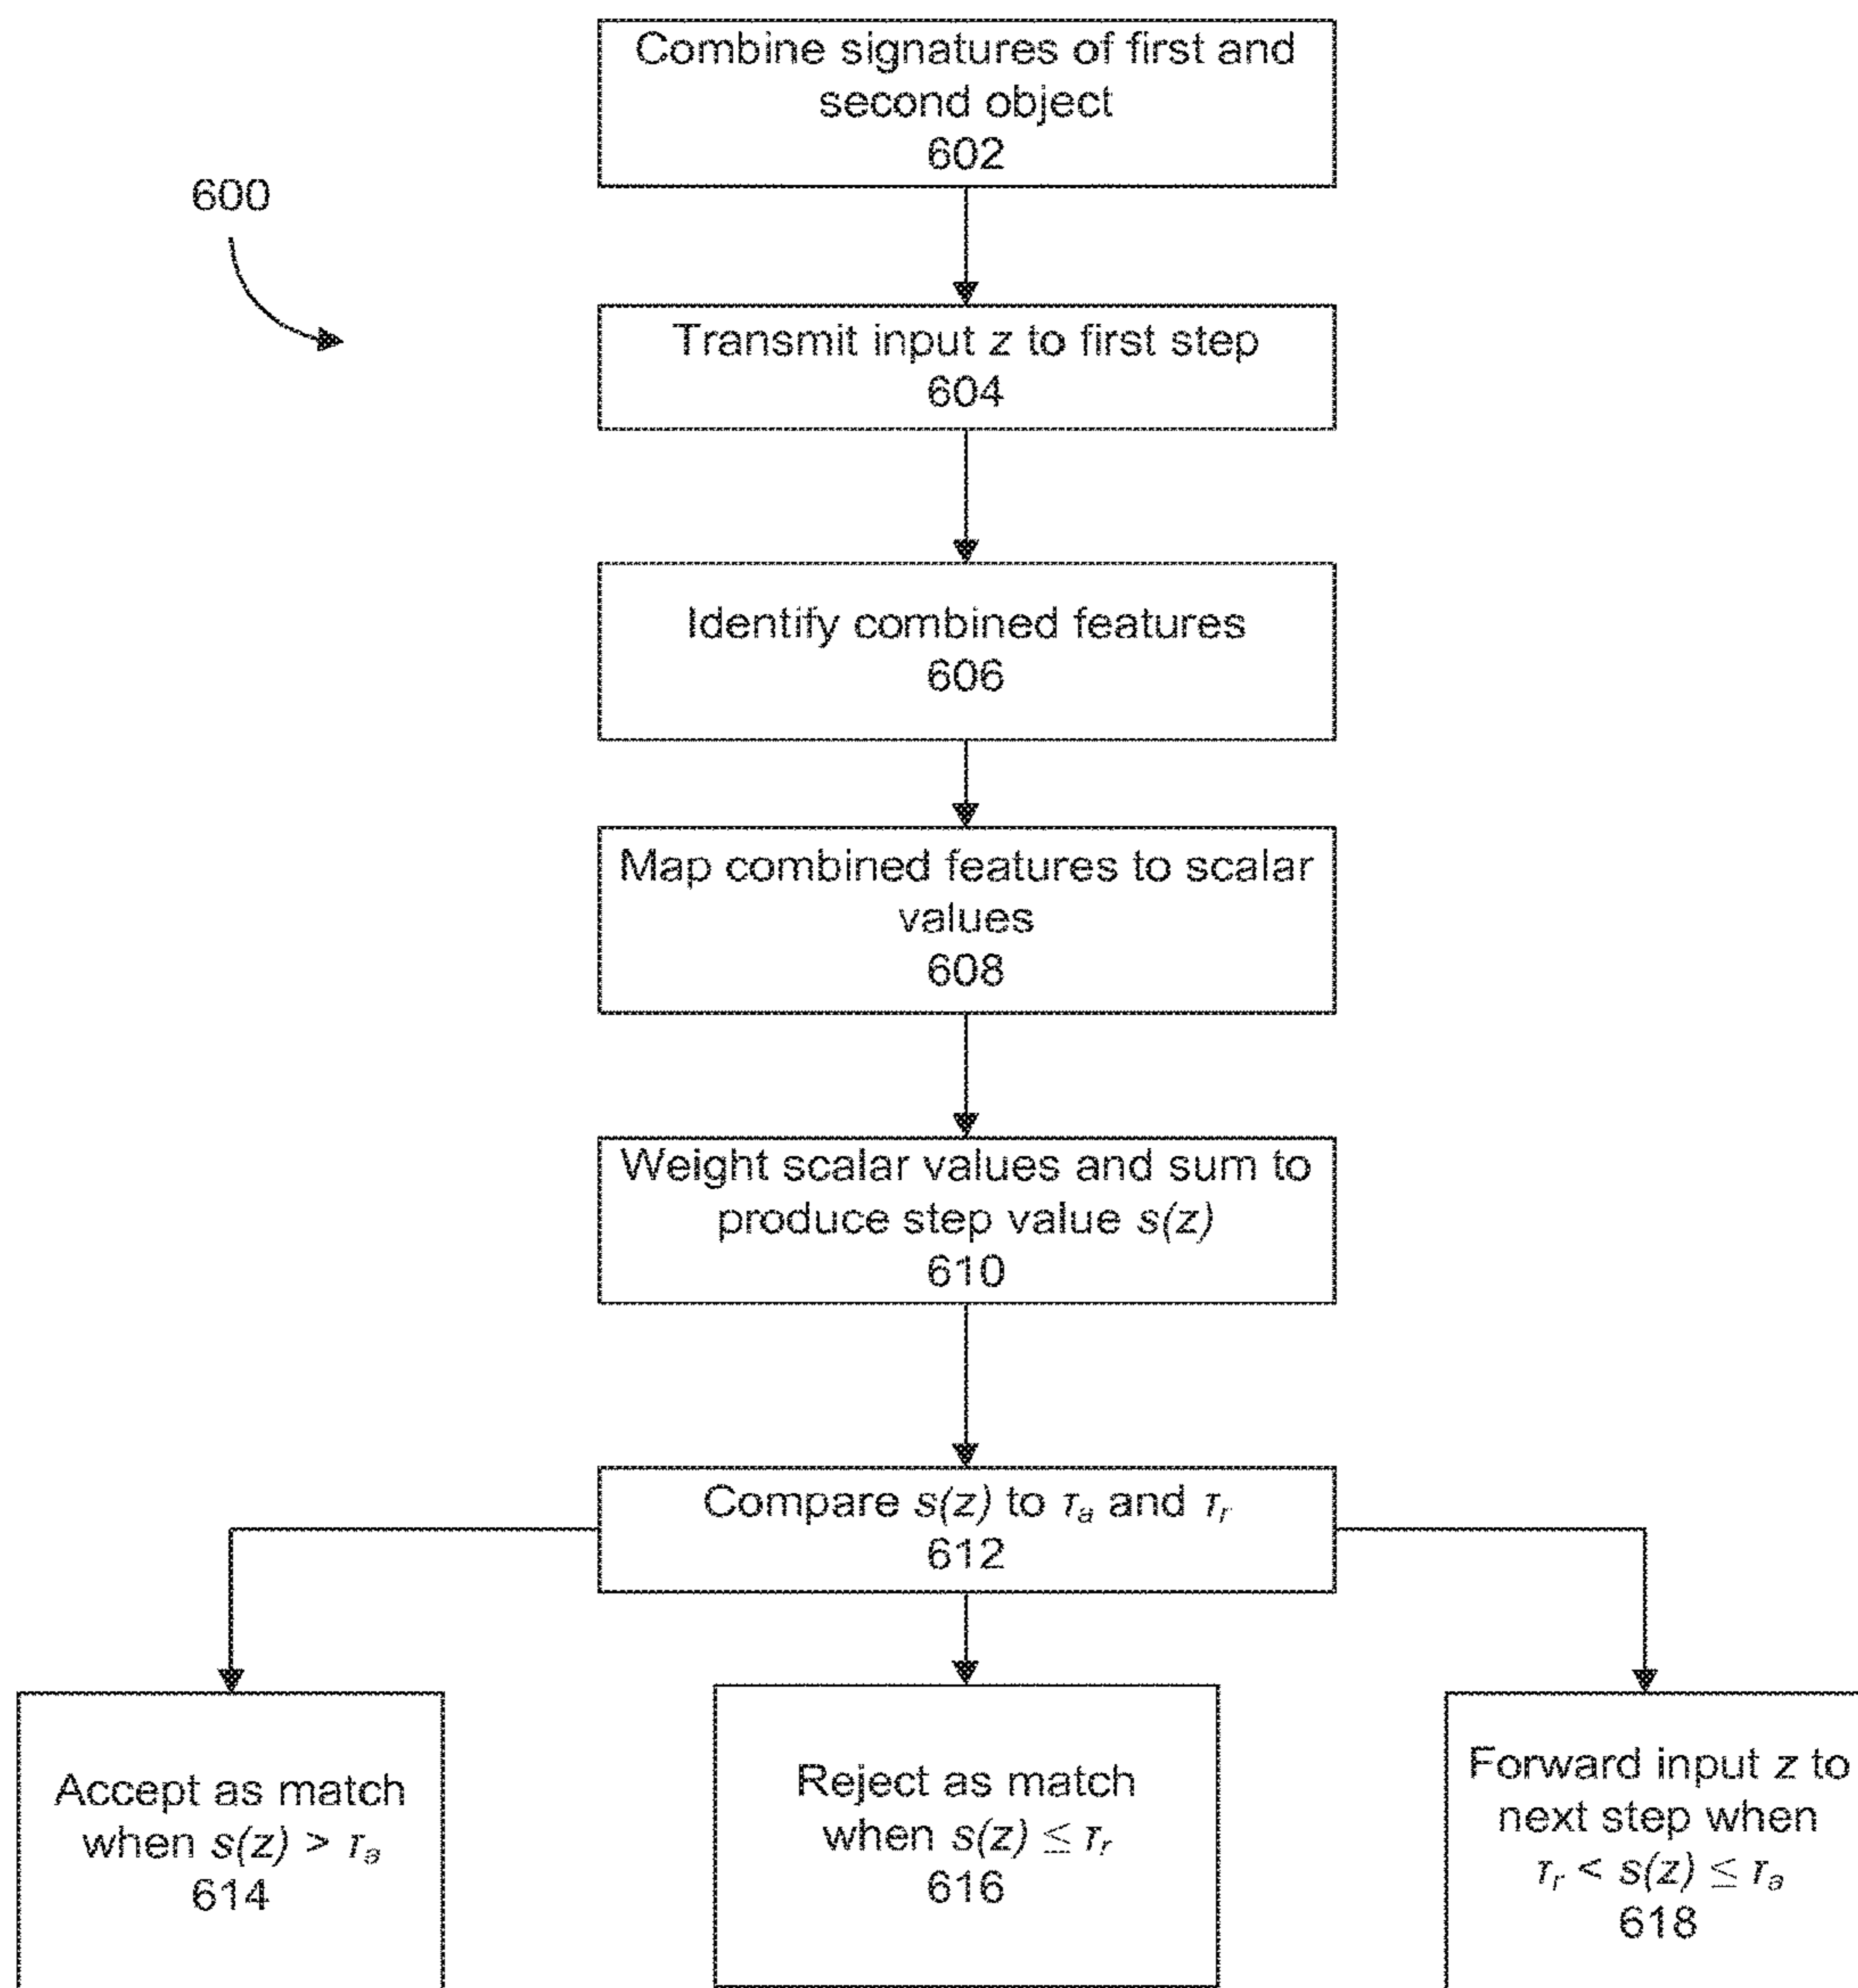 Combine signatures of first and
second object
602
600
Transmit input z to first step
604
Identify combined features
606
Map combined features to scalar
values
608
Weight scalar values and sum to
produce step value s(z)
610
Compare s(z) to τₐ and τᵣ
612
Accept as match
when s(z) > τₐ
614
Reject as match
when s(z) ≤ τᵣ
616
Forward input z to
next step when
τᵣ < s(z) ≤ τₐ
618